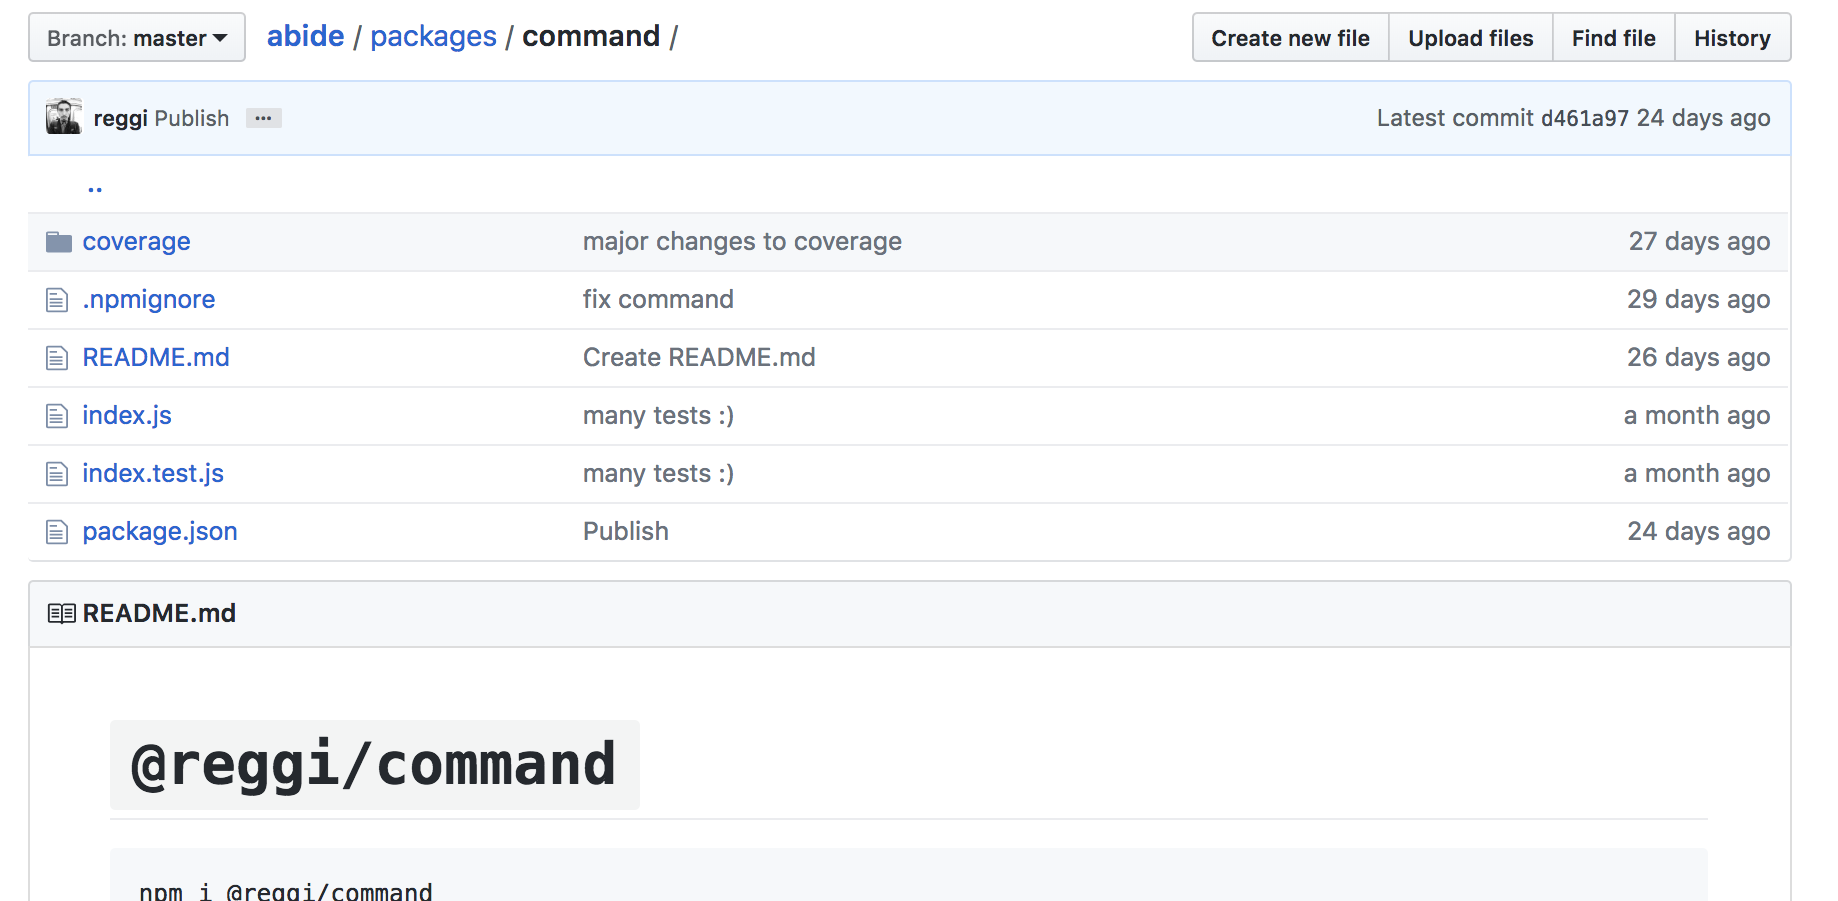 Branch: master abide / packages / command / Create new file Upload files Find file History
reggi Publish ... Latest commit d461a97 24 days ago
..
coverage major changes to coverage 27 days ago
.npmignore fix command 29 days ago
README.md Create README.md 26 days ago
index.js many tests :) a month ago
index.test.js many tests :) a month ago
package.json Publish 24 days ago
README.md
@reggi/command
npm i @reggi/command